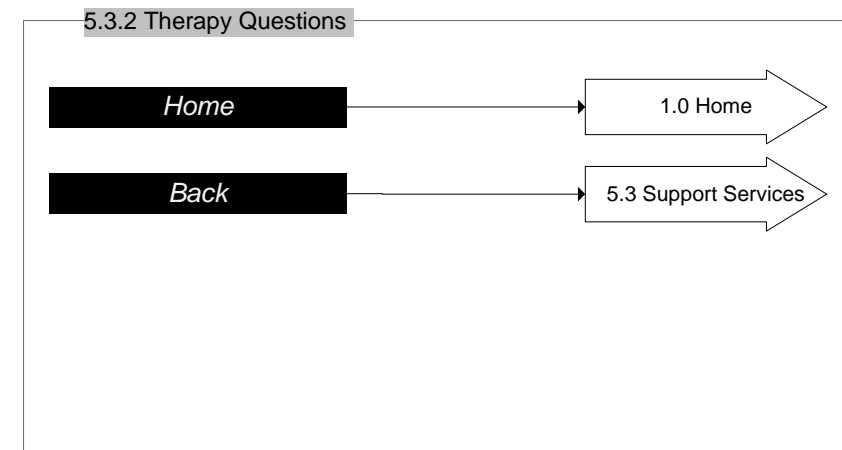 5.3.2 Therapy Questions
Home
1.0 Home
Back
5.3 Support Services